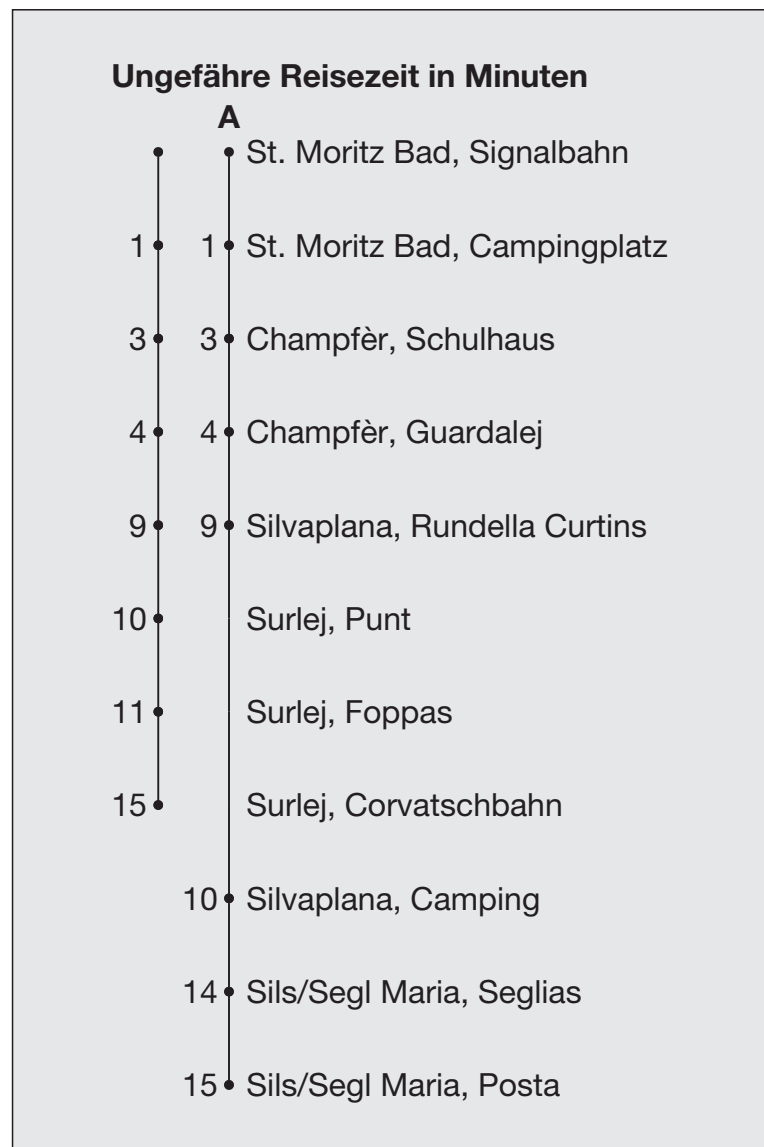 Ungefähre Reisezeit in Minuten
A
St. Moritz Bad, Signalbahn
1 1 St. Moritz Bad, Campingplatz
3 3 Champfèr, Schulhaus
4 4 Champfèr, Guardalej
9 9 Silvaplana, Rundella Curtins
10 Surlej, Punt
11 Surlej, Foppas
15 Surlej, Corvatschbahn
10 Silvaplana, Camping
14 Sils/Segl Maria, Seglias
15 Sils/Segl Maria, Posta